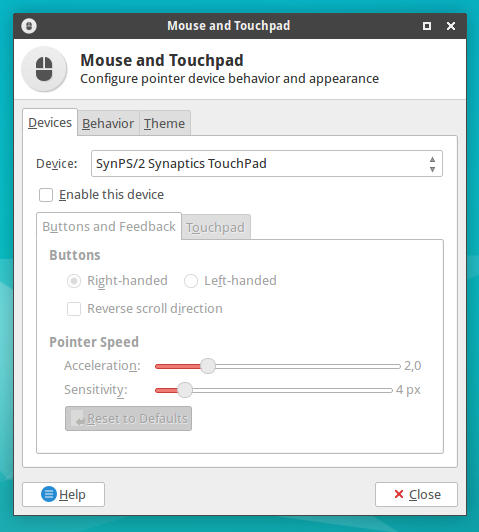 Mouse and Touchpad
Mouse and Touchpad
Configure pointer device behavior and appearance
Devices Behavior Theme
Device: SynPS/2 Synaptics TouchPad
Enable this device
Buttons and Feedback Touchpad
Buttons
Right-handed Left-handed
Reverse scroll direction
Pointer Speed
Acceleration: 2,0
Sensitivity: 4 px
Reset to Defaults
Help Close